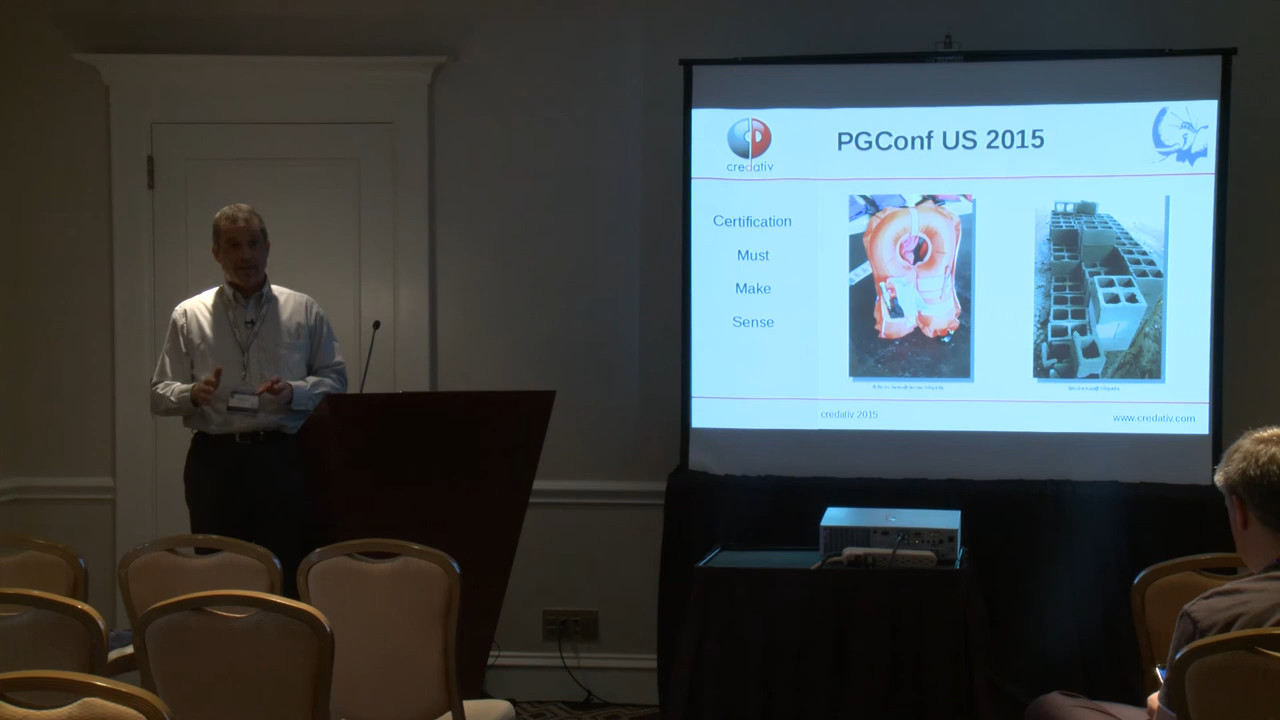 PGConf US 2015
credativ
Certification
Must
Make
Sense
credativ 2015
www.credativ.com